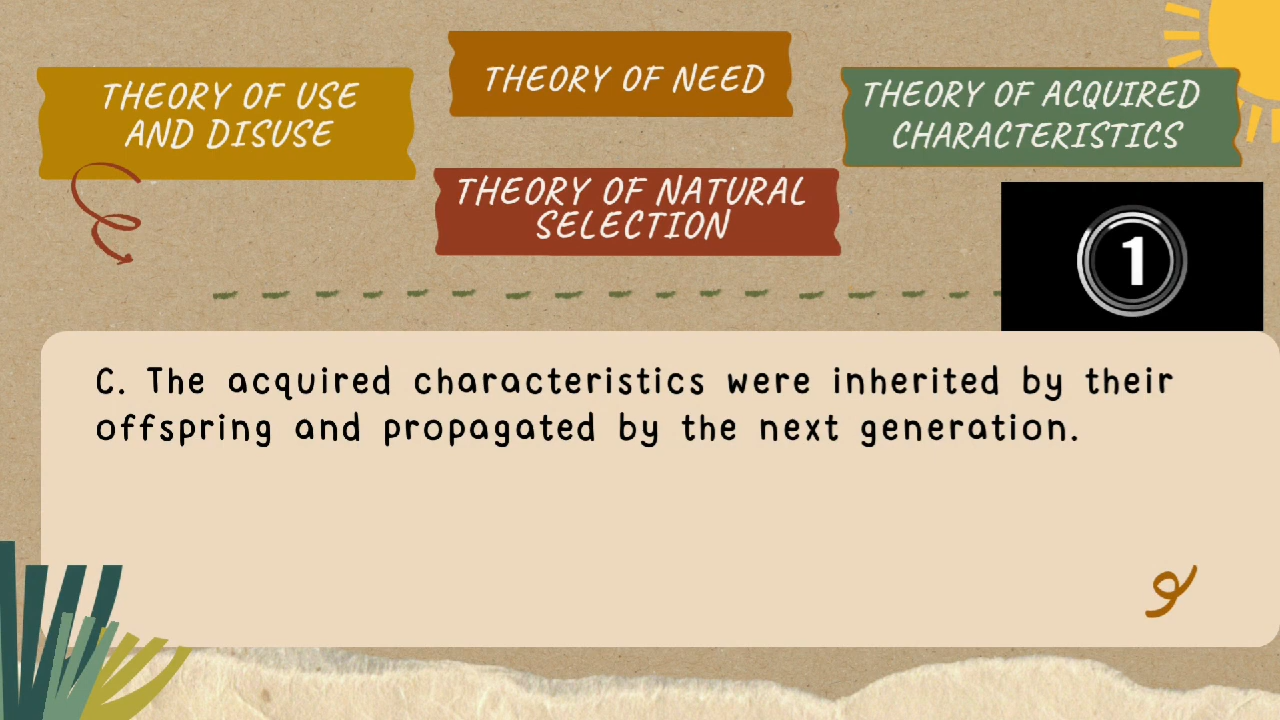 THEORY OF USE
AND DISUSE
THEORY OF NEED
THEORY OF ACQUIRED
CHARACTERISTICS
THEORY OF NATURAL
SELECTION
1
C. The acquired characteristics were inherited by their
offspring and propagated by the next generation.